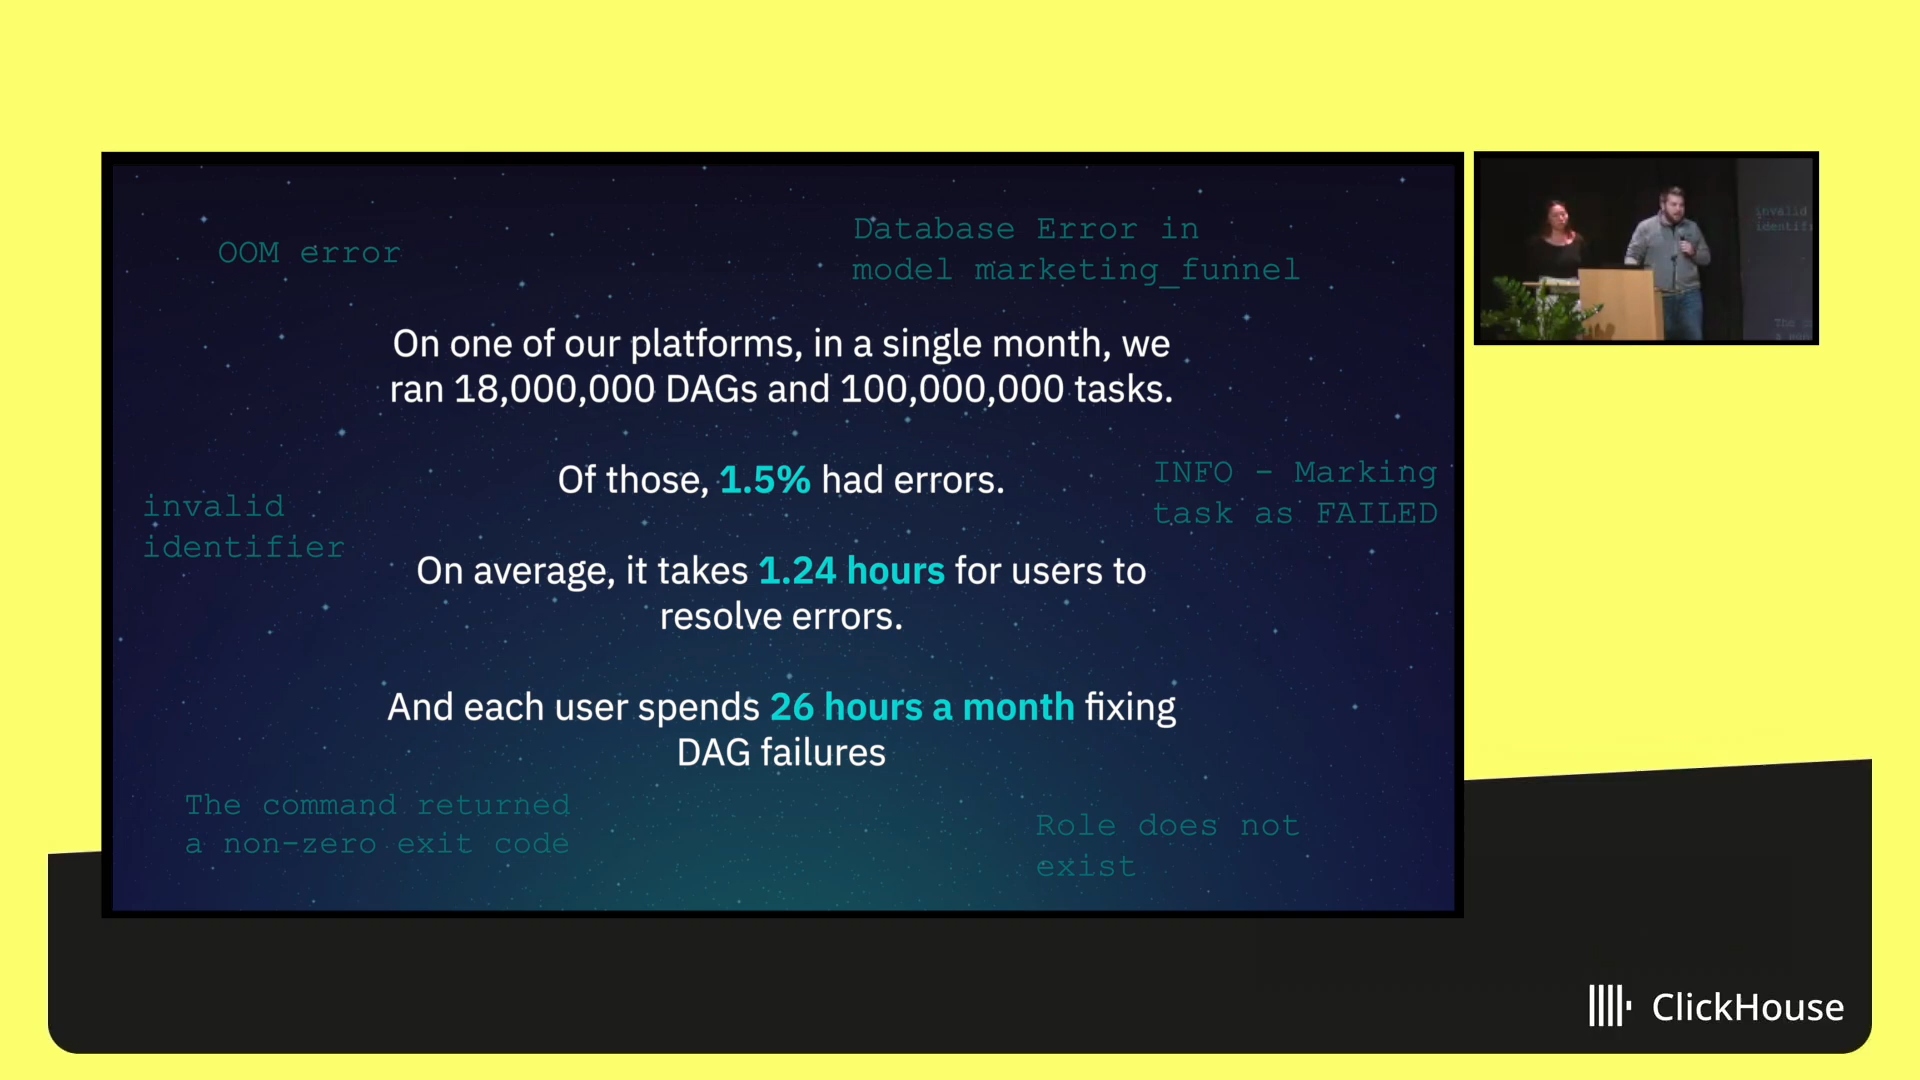 OOM error
Database Error in
model marketing_funnel
On one of our platforms, in a single month, we
ran 18,000,000 DAGs and 100,000,000 tasks.
Of those, 1.5% had errors.
INFO - Marking
task as FAILED
invalid
identifier
On average, it takes 1.24 hours for users to
resolve errors.
And each user spends 26 hours a month fixing
DAG failures
The command returned
a non-zero exit code
Role does not
exist
invalid
ClickHouse